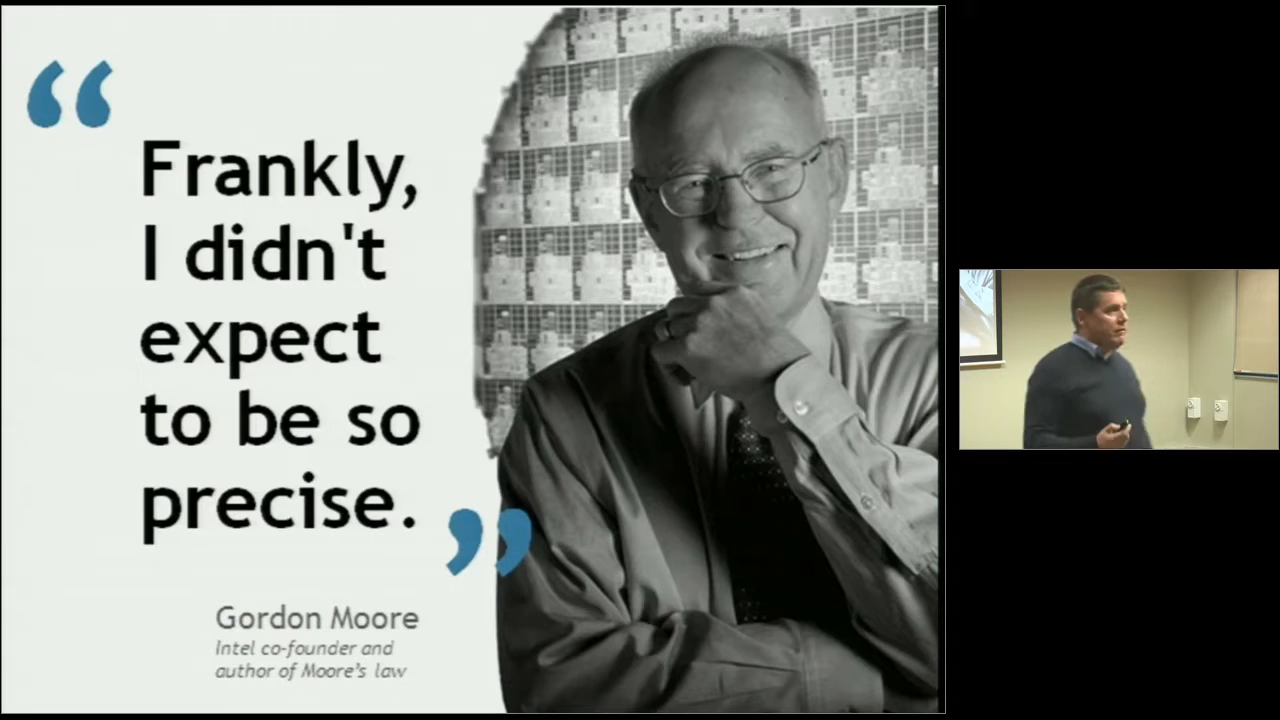 “
Frankly,
I didn't
expect
to be so
precise.
”
Gordon Moore
Intel co-founder and
author of Moore’s law